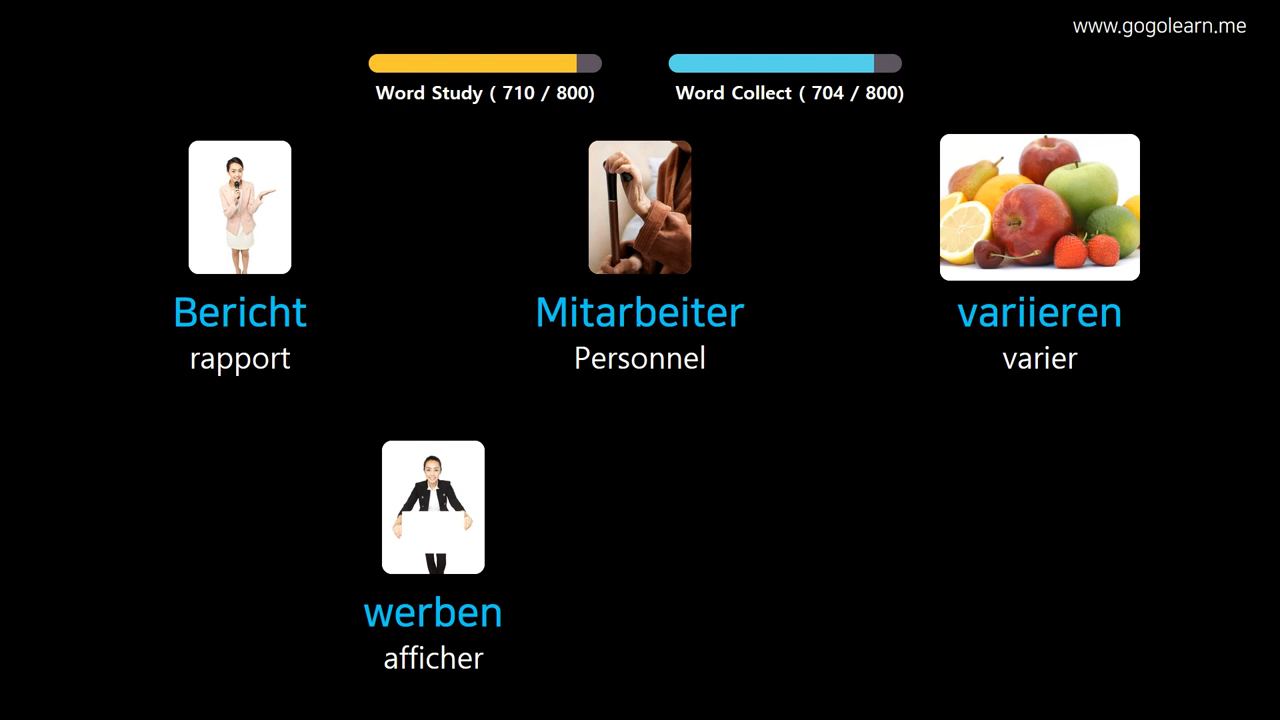 www.gogolearn.me
Word Study ( 710 / 800)
Word Collect ( 704 / 800)
Bericht
rapport
Mitarbeiter
Personnel
variieren
varier
werben
afficher